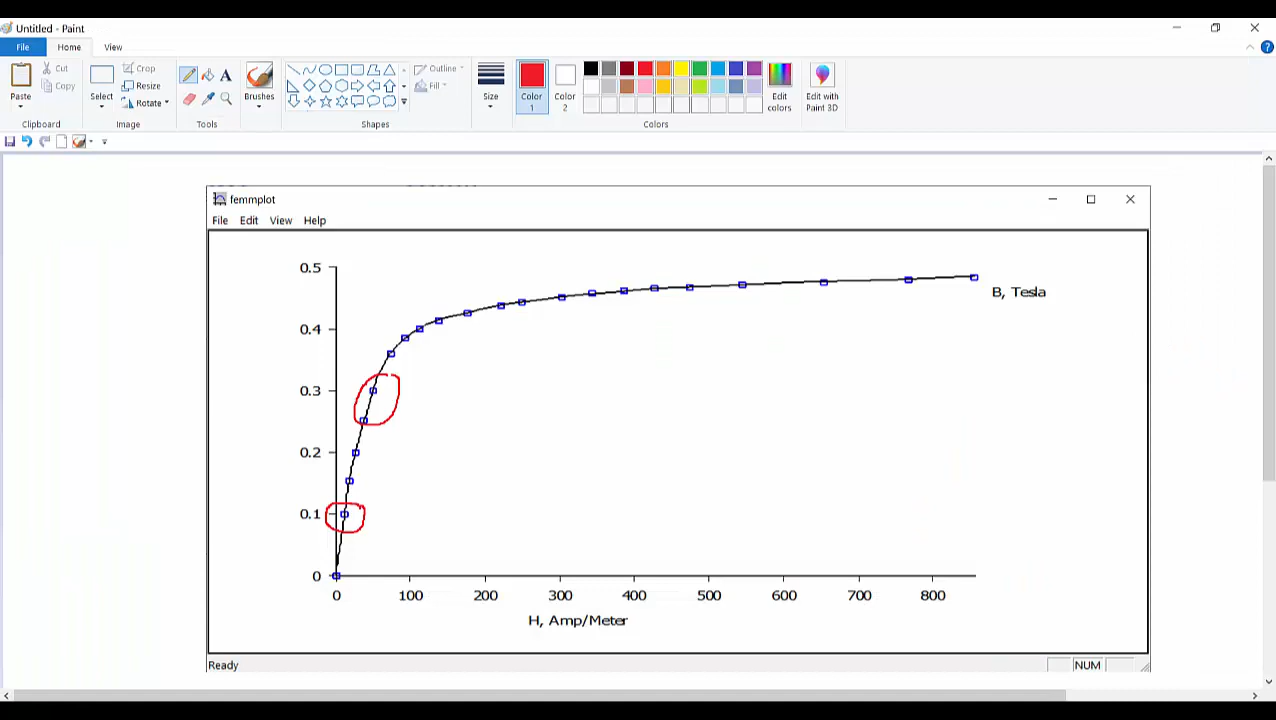 Untitled - Paint
File Home View
Cut
Copy
Paste
Clipboard
Select
Crop
Resize
Rotate
Image
A
Tools
Brushes
Shapes
Outline
Fill
Size
Color 1
Color 2
Edit colors
Colors
Edit with Paint 3D
femmplot
File Edit View Help
0.5
0.4
0.3
0.2
0.1
0
B, Tesla
0 100 200 300 400 500 600 700 800
H, Amp/Meter
Ready NUM